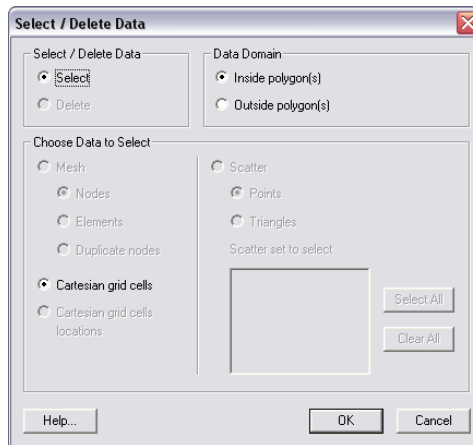 Select / Delete Data
Select / Delete Data
Select
Delete
Data Domain
Inside polygon(s)
Outside polygon(s)
Choose Data to Select
Mesh
Nodes
Elements
Duplicate nodes
Cartesian grid cells
Cartesian grid cells
locations
Scatter
Points
Triangles
Scatter set to select
Select All
Clear All
Help...
OK
Cancel